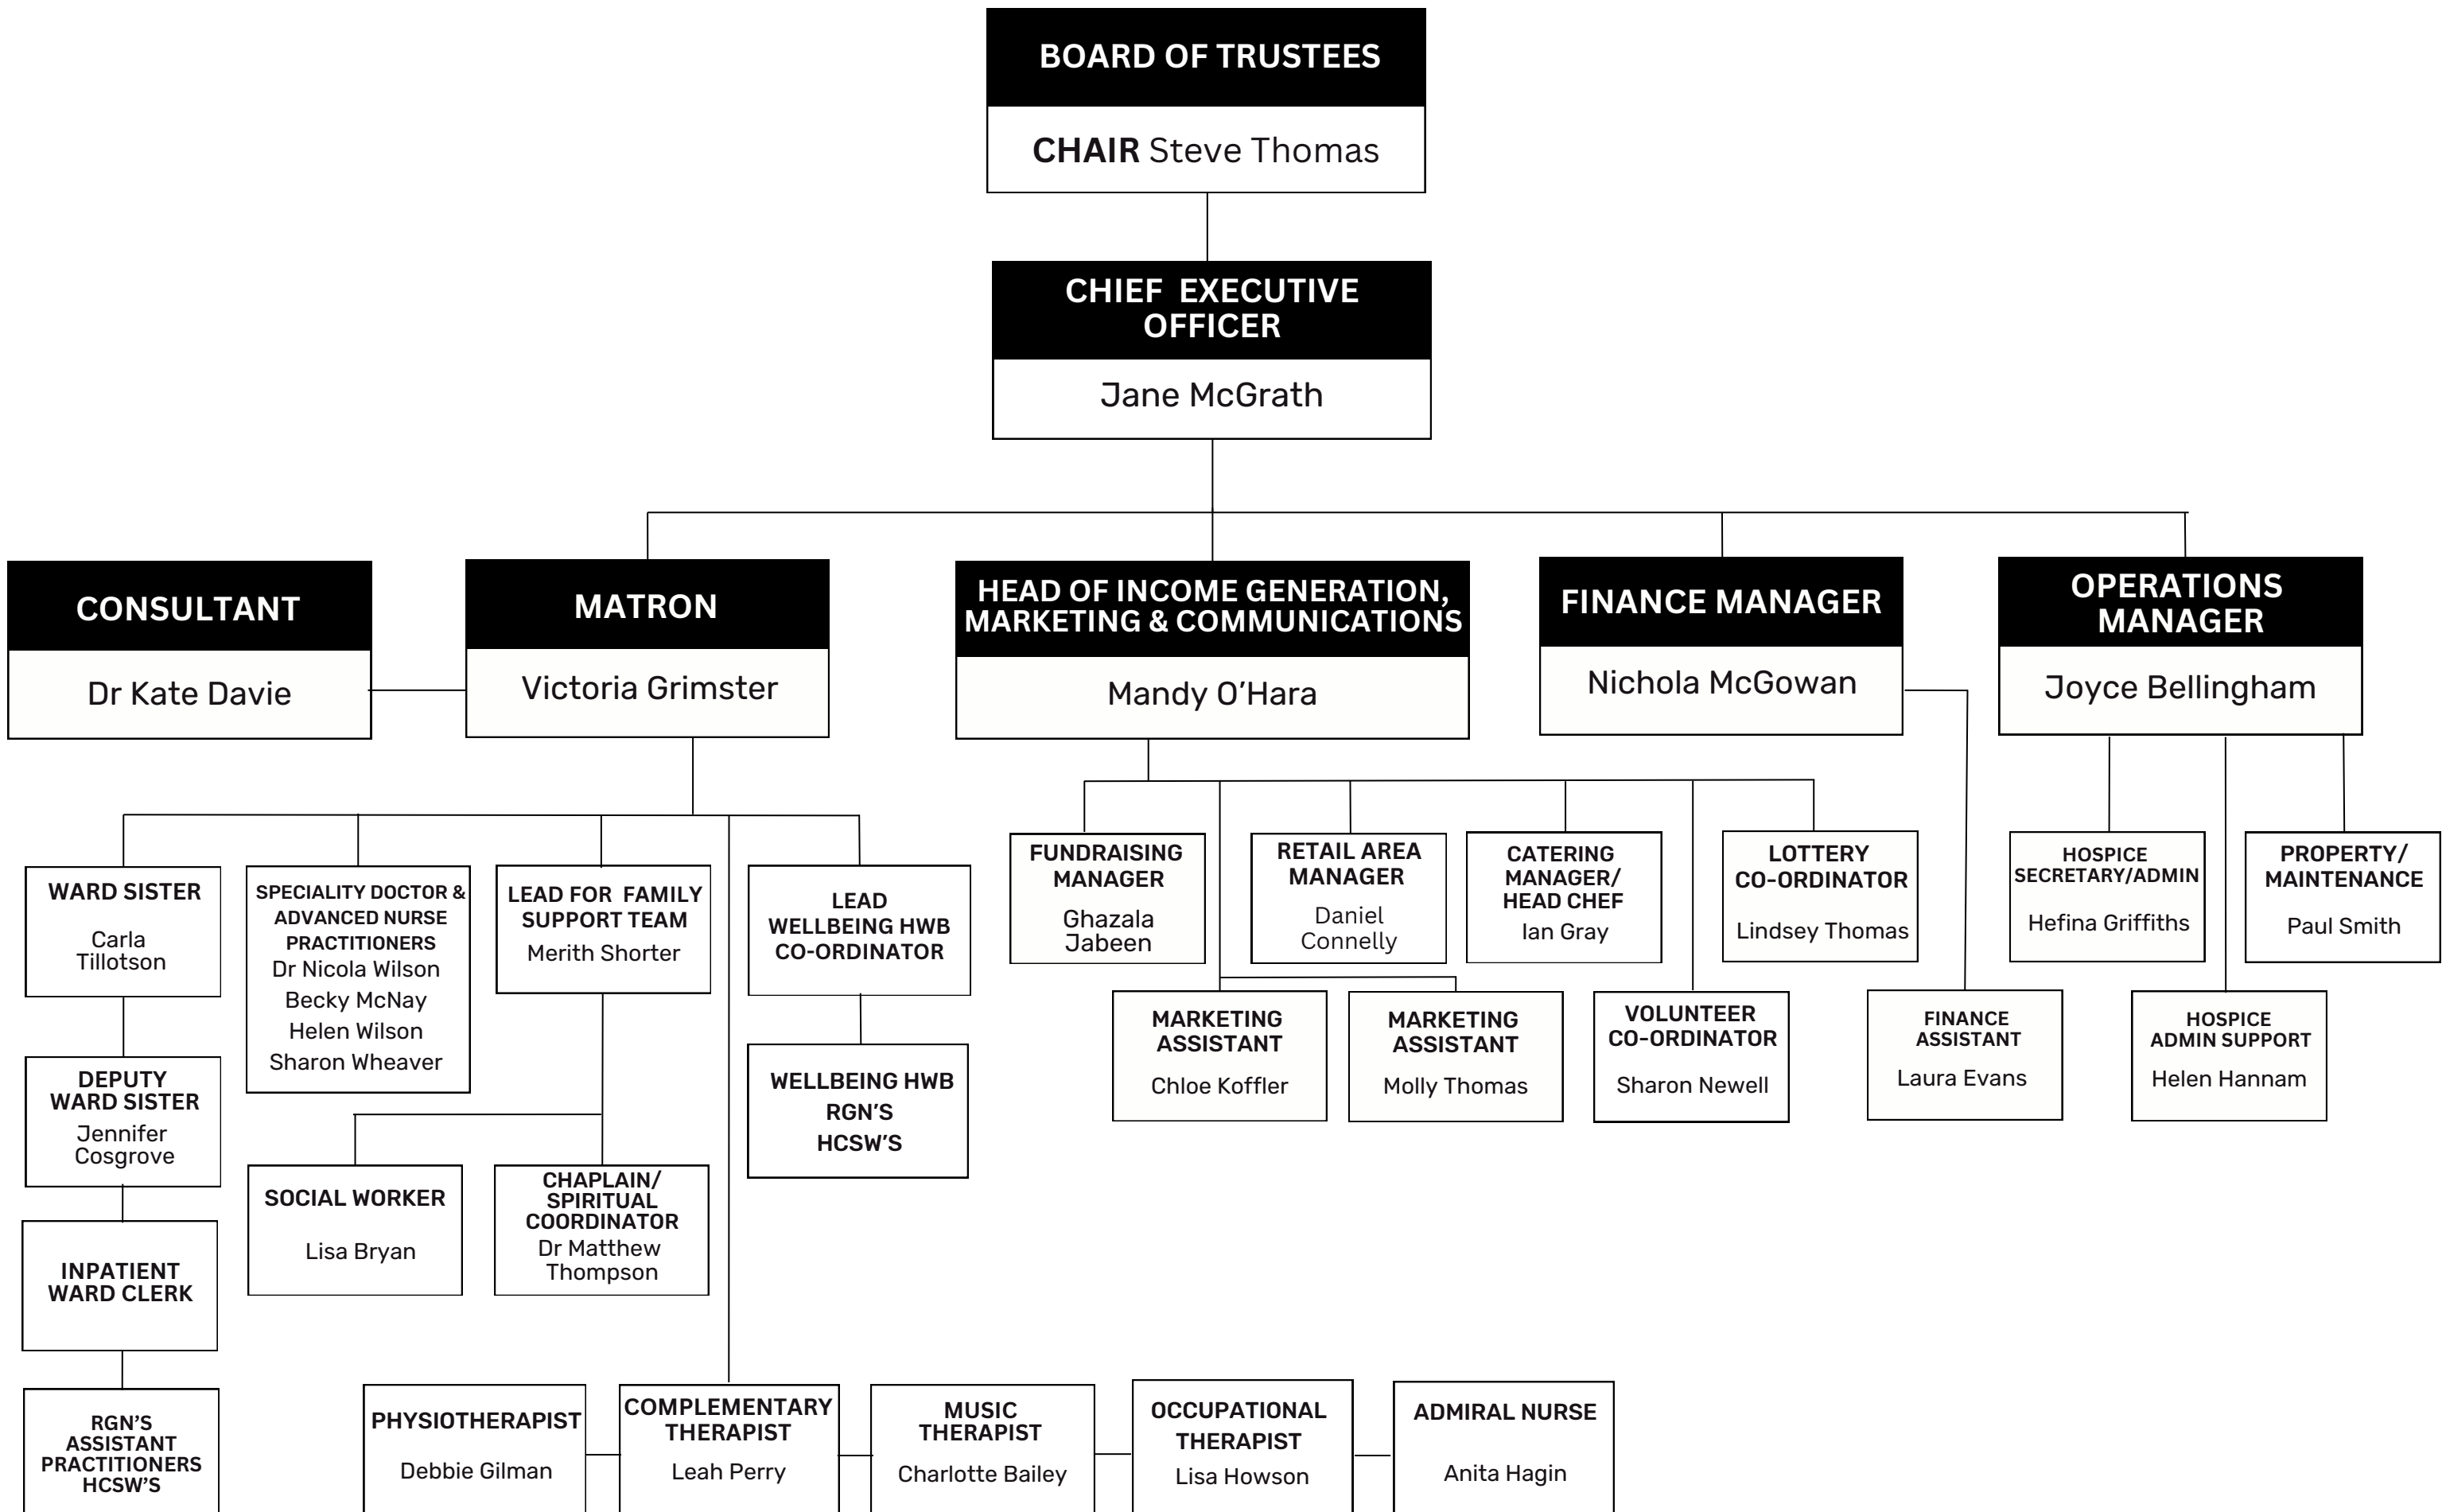 BOARD OF TRUSTEES
CHAIR Steve Thomas
CHIEF EXECUTIVE
OFFICER
Jane McGrath
CONSULTANT
Dr Kate Davie
MATRON
Victoria Grimster
HEAD OF INCOME GENERATION,
MARKETING & COMMUNICATIONS
Mandy O'Hara
FINANCE MANAGER
Nichola McGowan
OPERATIONS
MANAGER
Joyce Bellingham
WARD SISTER
Carla
Tillotson
SPECIALITY DOCTOR &
ADVANCED NURSE
PRACTITIONERS
Dr Nicola Wilson
Becky McNay
Helen Wilson
Sharon Wheaver
LEAD FOR FAMILY
SUPPORT TEAM
Merith Shorter
LEAD
WELLBEING HWB
CO-ORDINATOR
FUNDRAISING
MANAGER
Ghazala
Jabeen
RETAIL AREA
MANAGER
Daniel
Connelly
CATERING
MANAGER/
HEAD CHEF
Ian Gray
LOTTERY
CO-ORDINATOR
Lindsey Thomas
HOSPICE
SECRETARY/ADMIN
Hefina Griffiths
PROPERTY/
MAINTENANCE
Paul Smith
DEPUTY
WARD SISTER
Jennifer
Cosgrove
WELLBEING HWB
RGN'S
HCSW'S
MARKETING
ASSISTANT
Chloe Koffler
MARKETING
ASSISTANT
Molly Thomas
VOLUNTEER
CO-ORDINATOR
Sharon Newell
FINANCE
ASSISTANT
Laura Evans
HOSPICE
ADMIN SUPPORT
Helen Hannam
SOCIAL WORKER
Lisa Bryan
CHAPLAIN/
SPIRITUAL
COORDINATOR
Dr Matthew
Thompson
INPATIENT
WARD CLERK
RGN'S
ASSISTANT
PRACTITIONERS
HCSW'S
PHYSIOTHERAPIST
Debbie Gilman
COMPLEMENTARY
THERAPIST
Leah Perry
MUSIC
THERAPIST
Charlotte Bailey
OCCUPATIONAL
THERAPIST
Lisa Howson
ADMIRAL NURSE
Anita Hagin